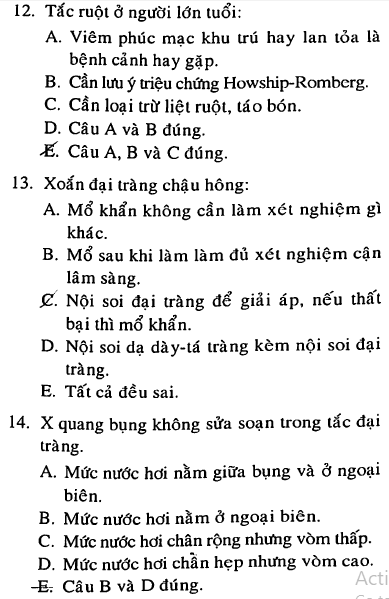 12. Tắc ruột ở người lớn tuổi:
A. Viêm phúc mạc khu trú hay lan tỏa là
bệnh cảnh hay gặp.
B. Cần lưu ý triệu chứng Howship-Romberg.
C. Cần loại trừ liệt ruột, táo bón.
D. Câu A và B đúng.
E. Câu A, B và C đúng.
13. Xoắn đại tràng chậu hông:
A. Mổ khẩn không cần làm xét nghiệm gì
khác.
B. Mổ sau khi làm làm đủ xét nghiệm cận
lâm sàng.
C. Nội soi đại tràng để giải áp, nếu thất
bại thì mổ khẩn.
D. Nội soi dạ dày-tá tràng kèm nội soi đại
tràng.
E. Tất cả đều sai.
14. X quang bụng không sửa soạn trong tắc đại
tràng.
A. Mức nước hơi nằm giữa bụng và ở ngoại
biên.
B. Mức nước hơi nằm ở ngoại biên.
C. Mức nước hơi chân rộng nhưng vòm thấp.
D. Mức nước hơi chân hẹp nhưng vòm cao.
E. Câu B và D đúng.
Acti